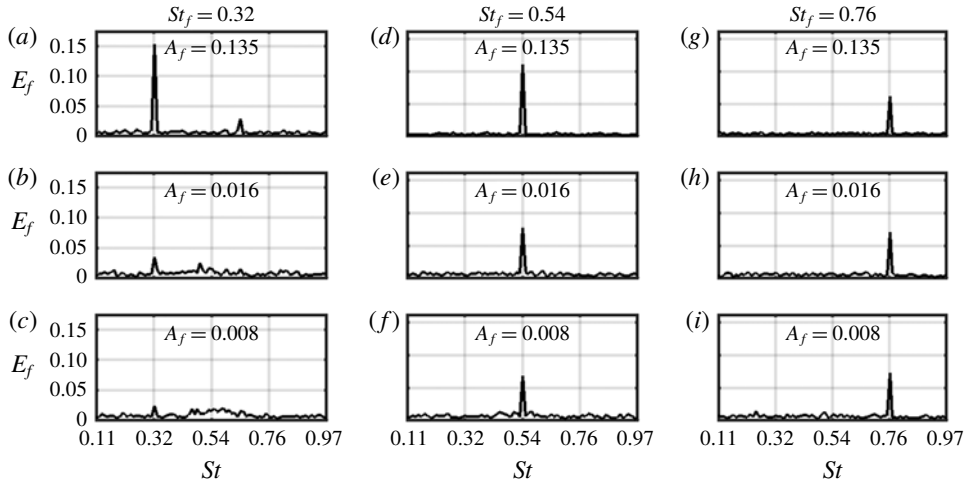 St_f = 0.32 St_f = 0.54 St_f = 0.76
(a) A_f = 0.135 (d) A_f = 0.135 (g) A_f = 0.135
0.15
E_f 0.10
0.05
0
(b) A_f = 0.016 (e) A_f = 0.016 (h) A_f = 0.016
0.15
E_f 0.10
0.05
0
(c) A_f = 0.008 (f) A_f = 0.008 (i) A_f = 0.008
0.15
E_f 0.10
0.05
0
0.11 0.32 0.54 0.76 0.97 0.11 0.32 0.54 0.76 0.97 0.11 0.32 0.54 0.76 0.97
St St St